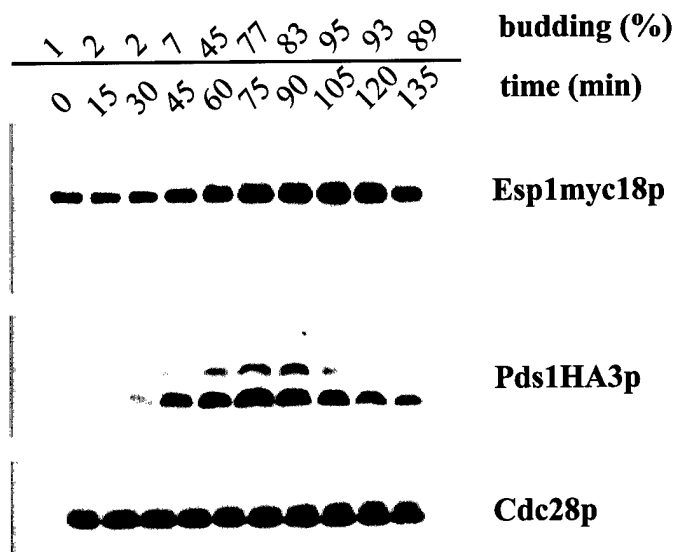 1 2 2 7 45 77 83 95 93 89 budding (%)
0 15 30 45 60 75 90 105 120 135 time (min)
Esp1myc18p
Pds1HA3p
Cdc28p